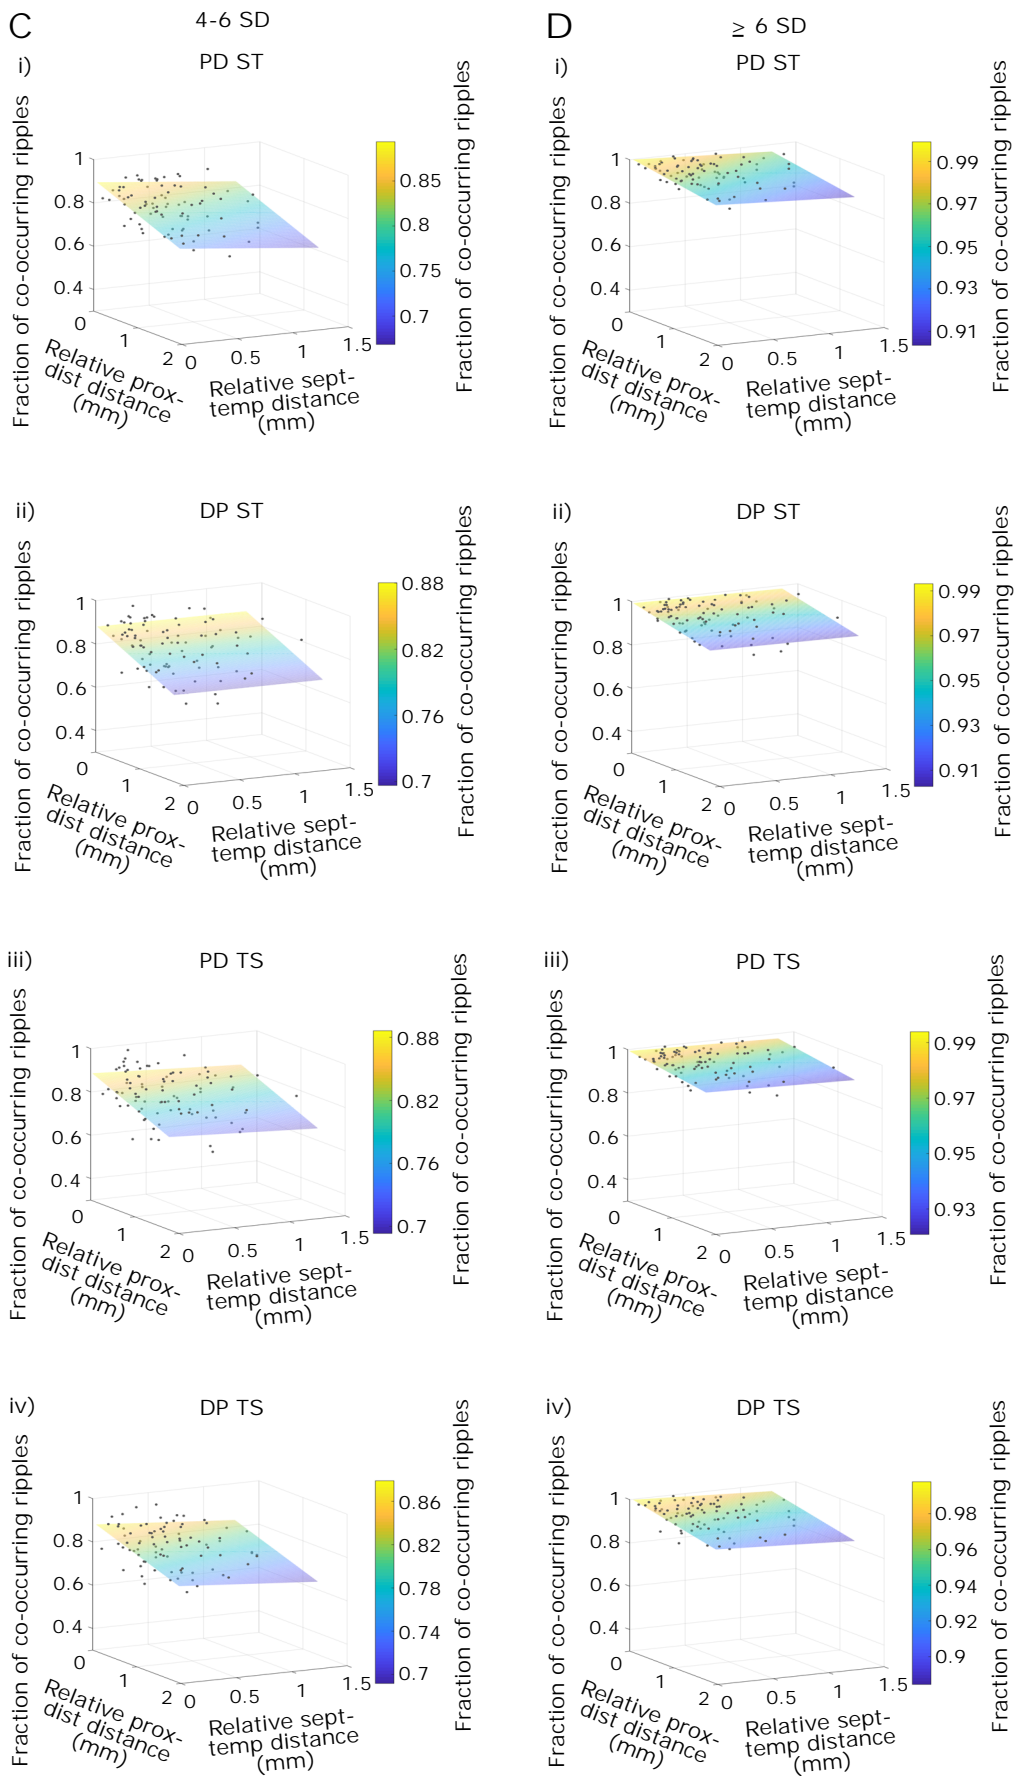 C
4-6 SD
i)
PD ST
Fraction of co-occurring ripples
1
0.8
0.6
0.4
0
1
2
0
0.5
1
1.5
Relative prox-
dist distance
(mm)
Relative sept-
temp distance
(mm)
0.85
0.8
0.75
0.7
Fraction of co-occurring ripples
D
≥ 6 SD
i)
PD ST
Fraction of co-occurring ripples
1
0.8
0.6
0.4
0
1
2
0
0.5
1
1.5
Relative prox-
dist distance
(mm)
Relative sept-
temp distance
(mm)
0.99
0.97
0.95
0.93
0.91
Fraction of co-occurring ripples
ii)
DP ST
Fraction of co-occurring ripples
1
0.8
0.6
0.4
0
1
2
0
0.5
1
1.5
Relative prox-
dist distance
(mm)
Relative sept-
temp distance
(mm)
0.88
0.82
0.76
0.7
Fraction of co-occurring ripples
ii)
DP ST
Fraction of co-occurring ripples
1
0.8
0.6
0.4
0
1
2
0
0.5
1
1.5
Relative prox-
dist distance
(mm)
Relative sept-
temp distance
(mm)
0.99
0.97
0.95
0.93
0.91
Fraction of co-occurring ripples
iii)
PD TS
Fraction of co-occurring ripples
1
0.8
0.6
0.4
0
1
2
0
0.5
1
1.5
Relative prox-
dist distance
(mm)
Relative sept-
temp distance
(mm)
0.88
0.82
0.76
0.7
Fraction of co-occurring ripples
iii)
PD TS
Fraction of co-occurring ripples
1
0.8
0.6
0.4
0
1
2
0
0.5
1
1.5
Relative prox-
dist distance
(mm)
Relative sept-
temp distance
(mm)
0.99
0.97
0.95
0.93
Fraction of co-occurring ripples
iv)
DP TS
Fraction of co-occurring ripples
1
0.8
0.6
0.4
0
1
2
0
0.5
1
1.5
Relative prox-
dist distance
(mm)
Relative sept-
temp distance
(mm)
0.86
0.82
0.78
0.74
0.7
Fraction of co-occurring ripples
iv)
DP TS
Fraction of co-occurring ripples
1
0.8
0.6
0.4
0
1
2
0
0.5
1
1.5
Relative prox-
dist distance
(mm)
Relative sept-
temp distance
(mm)
0.98
0.96
0.94
0.92
0.9
Fraction of co-occurring ripples